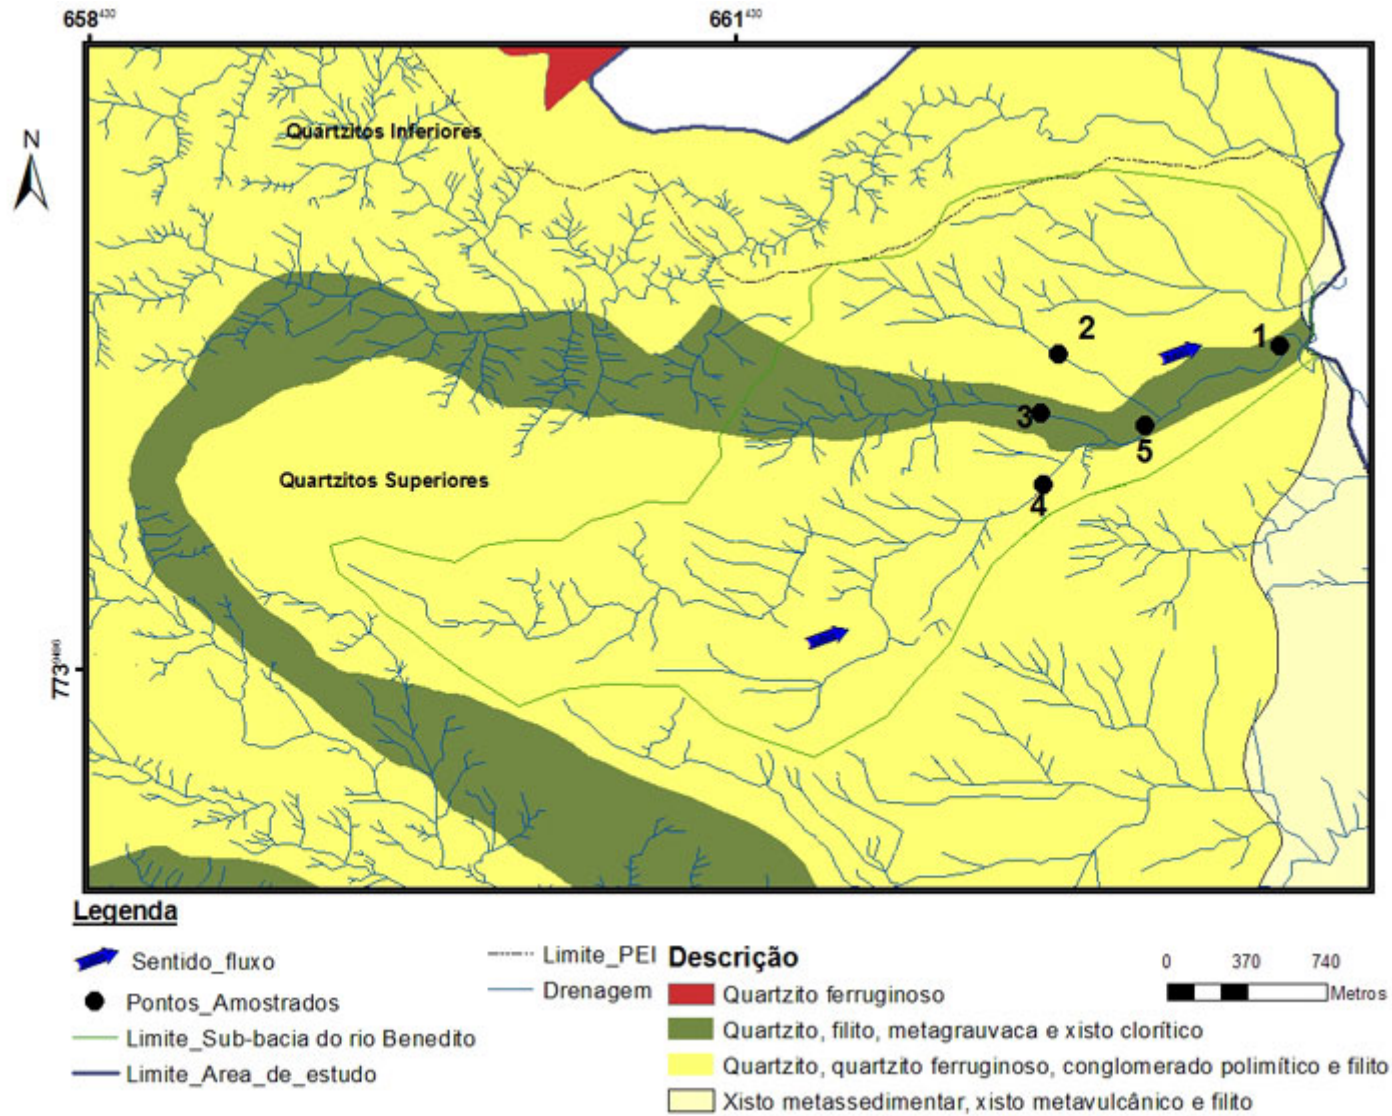 658⁴³⁰
661⁴³⁰
N
Quartzitos Inferiores
2
1
3
5
Quartzitos Superiores
4
Legenda
Sentido_fluxo
Pontos_Amostrados
Limite_Sub-bacia do rio Benedito
Limite_Area_de_estudo
Limite_PEI
Drenagem
Descrição
Quartzito ferruginoso
Quartzito, filito, metagrauvaca e xisto clorítico
Quartzito, quartzito ferruginoso, conglomerado polimítico e filito
Xisto metassedimentar, xisto metavulcânico e filito
0 370 740
Metros